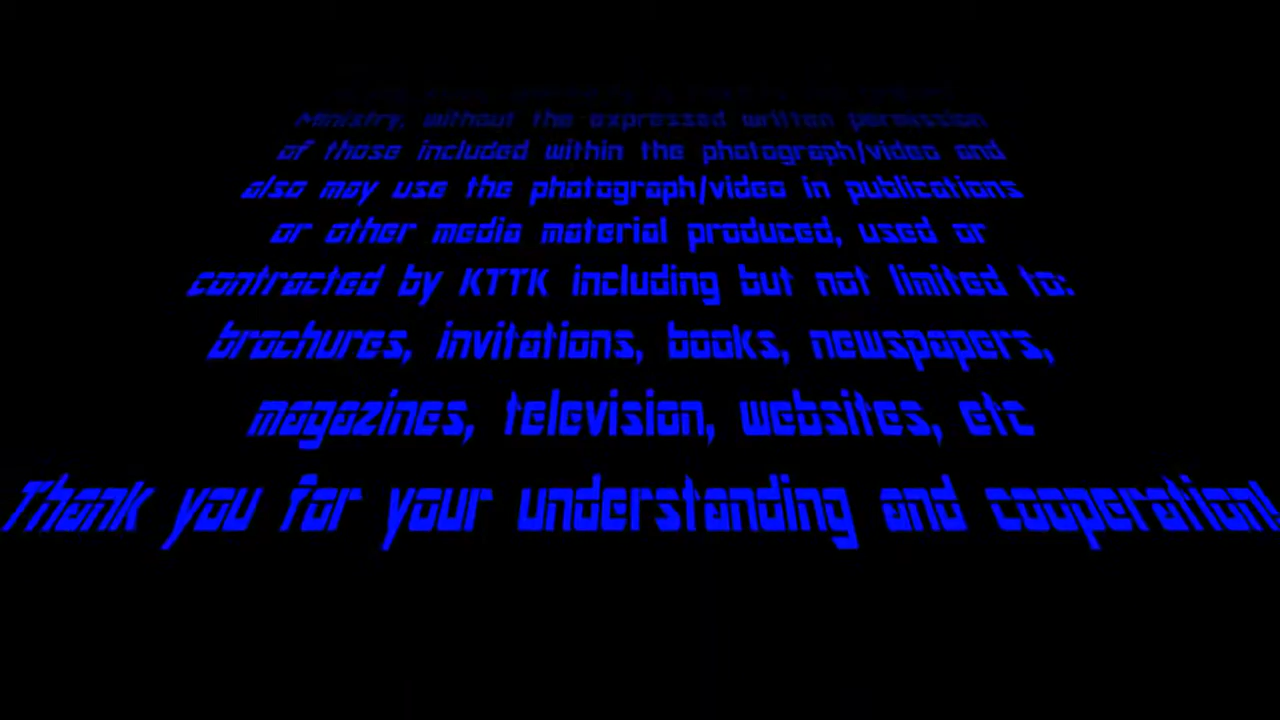 Ministry, without the expressed written permission
of those included within the photograph/video and
also may use the photograph/video in publications
or other media material produced, used or
contracted by KTTK including but not limited to:
brochures, invitations, books, newspapers,
magazines, television, websites, etc
Thank you for your understanding and cooperation!